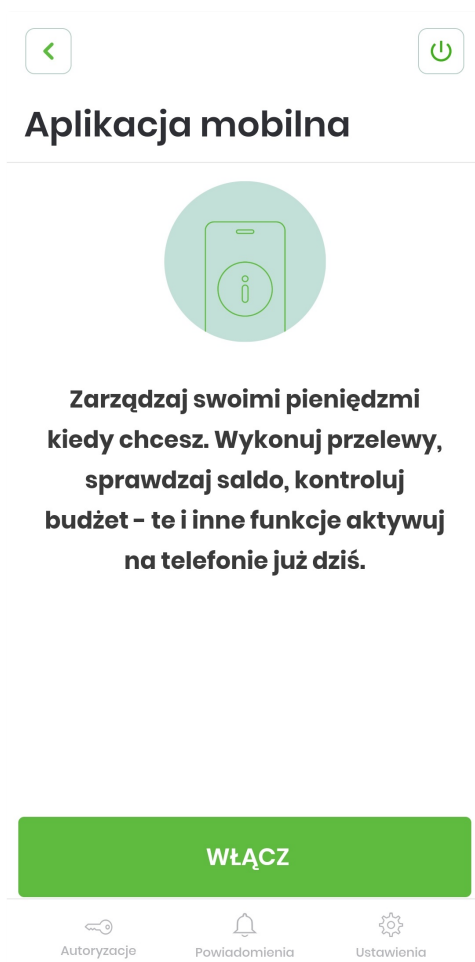 Aplikacja mobilna
Zarządzaj swoimi pieniędzmi
kiedy chcesz. Wykonuj przelewy,
sprawdzaj saldo, kontroluj
budżet – te i inne funkcje aktywuj
na telefonie już dziś.
WŁĄCZ
Autoryzacje Powiadomienia Ustawienia